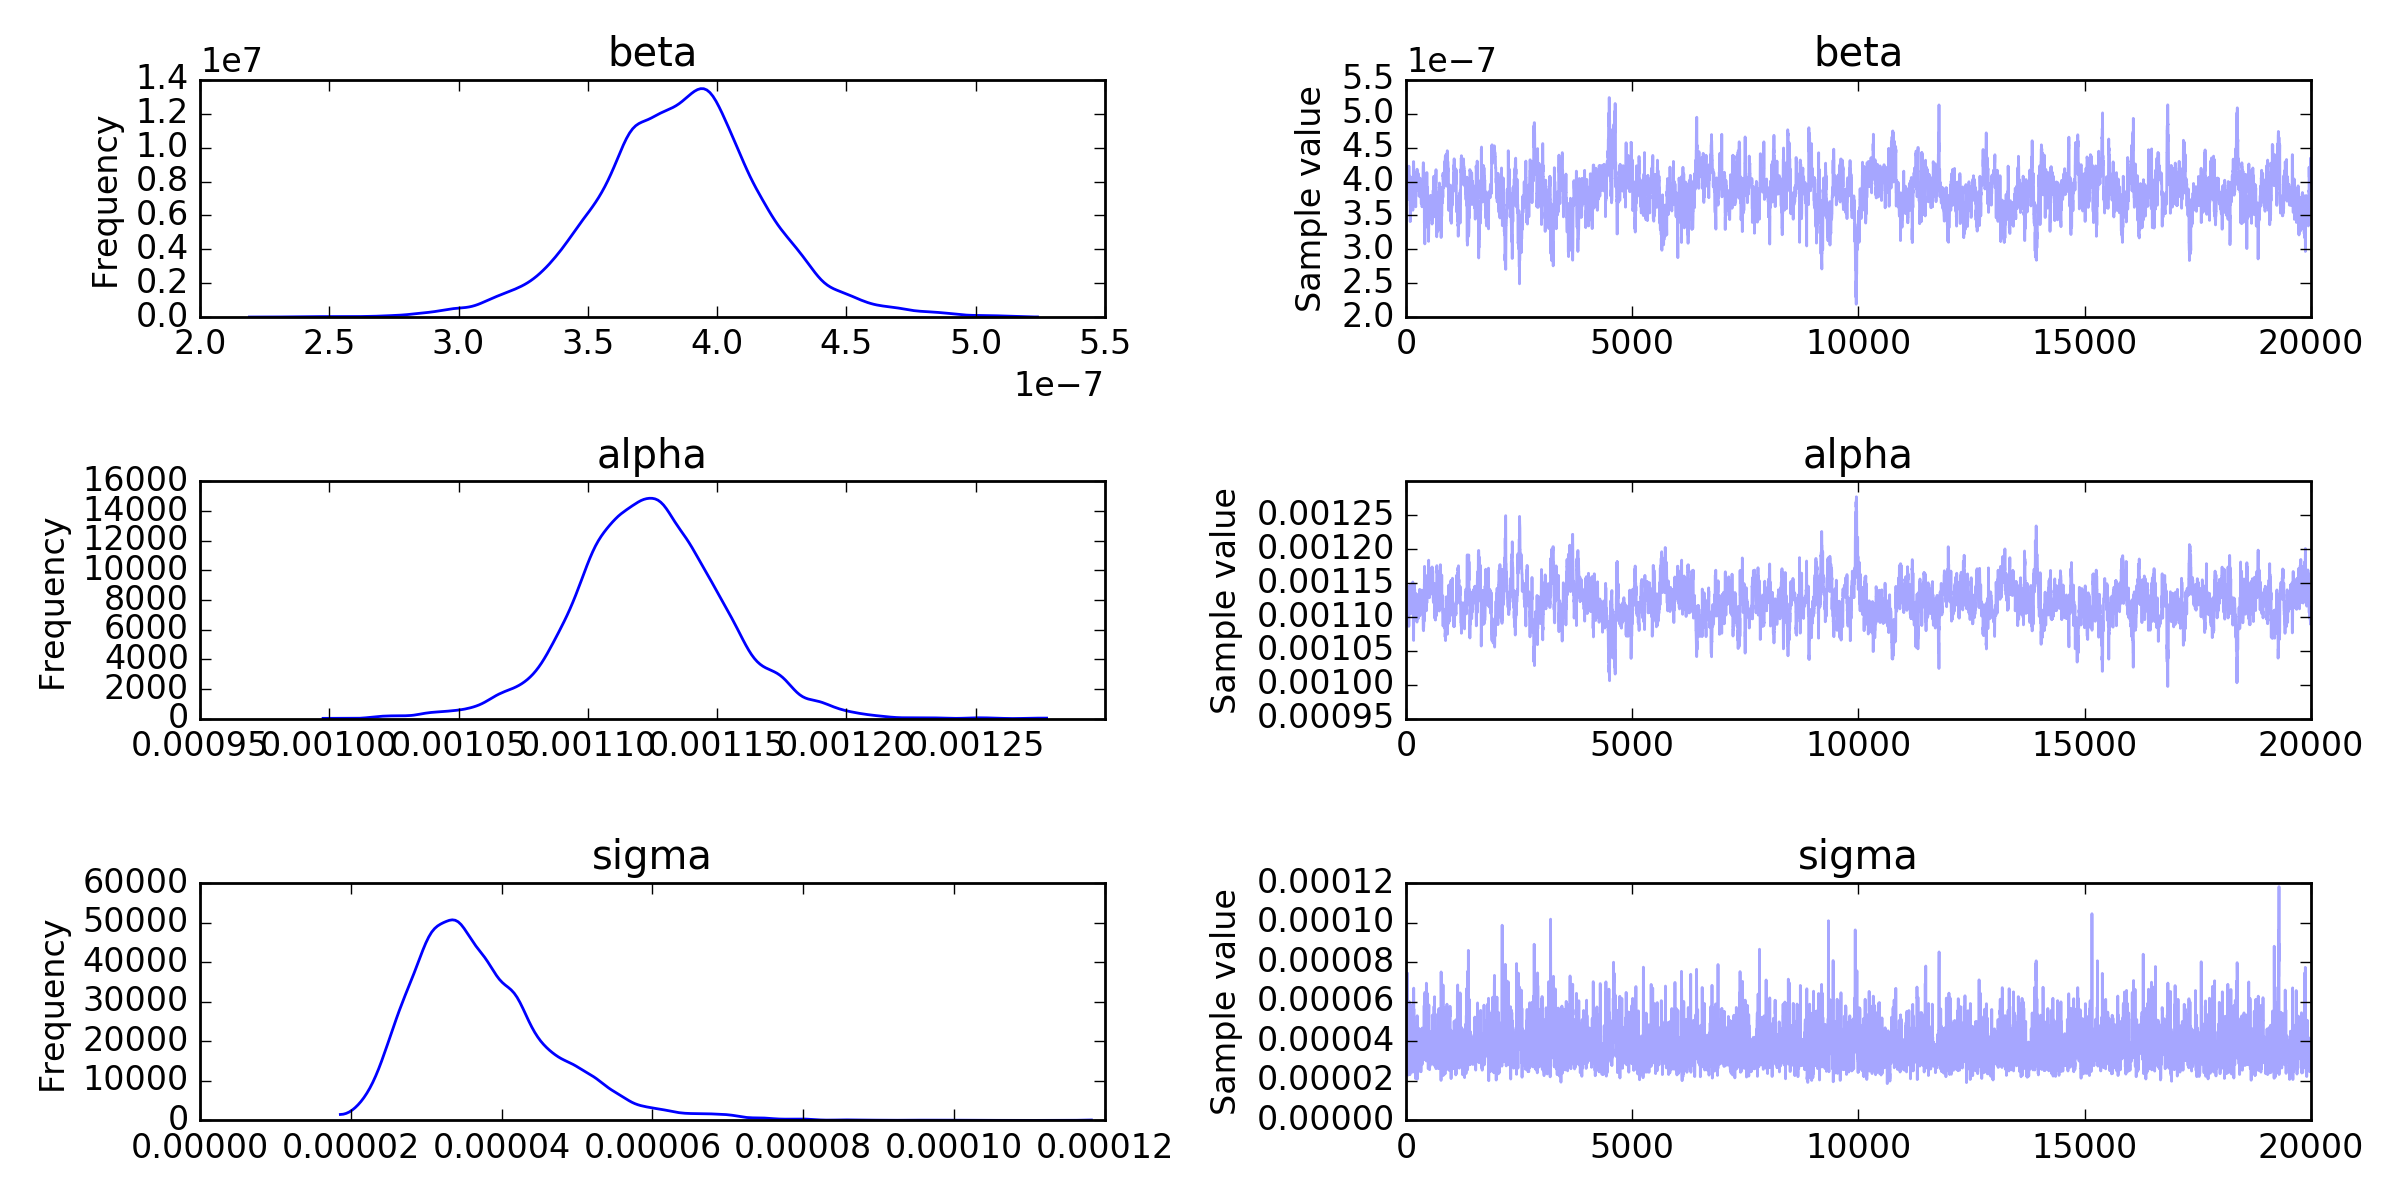 beta
1e7
1.4
1.2
1.0
0.8
0.6
0.4
0.2
0.0
Frequency
2.0 2.5 3.0 3.5 4.0 4.5 5.0 5.5
1e−7
beta
1e−7
5.5
5.0
4.5
4.0
3.5
3.0
2.5
2.0
Sample value
0 5000 10000 15000 20000
alpha
16000
14000
12000
10000
8000
6000
4000
2000
0
Frequency
0.00095 0.00100 0.00105 0.00110 0.00115 0.00120 0.00125
alpha
0.00125
0.00120
0.00115
0.00110
0.00105
0.00100
0.00095
Sample value
0 5000 10000 15000 20000
sigma
60000
50000
40000
30000
20000
10000
0
Frequency
0.00000 0.00002 0.00004 0.00006 0.00008 0.00010 0.00012
sigma
0.00012
0.00010
0.00008
0.00006
0.00004
0.00002
0.00000
Sample value
0 5000 10000 15000 20000